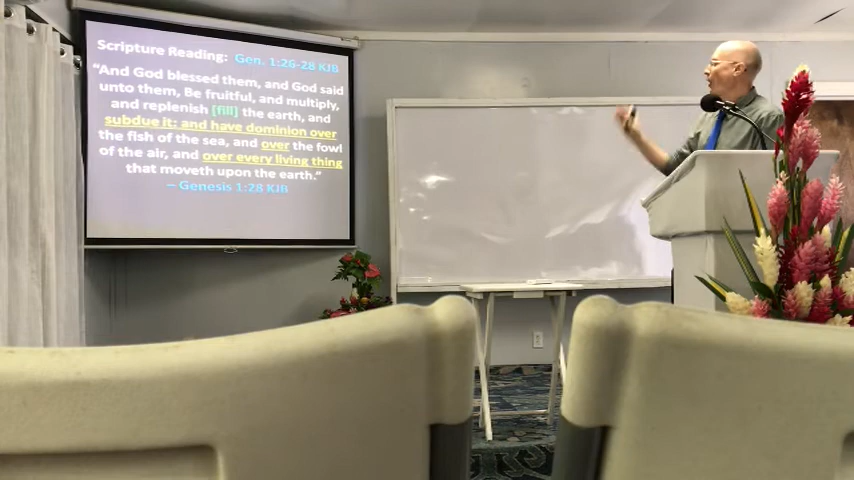 Scripture Reading: Gen. 1:26-28 KJB
“And God blessed them, and God said
unto them, Be fruitful, and multiply,
and replenish [fill] the earth, and
subdue it: and have dominion over
the fish of the sea, and over the fowl
of the air, and over every living thing
that moveth upon the earth.”
– Genesis 1:28 KJB